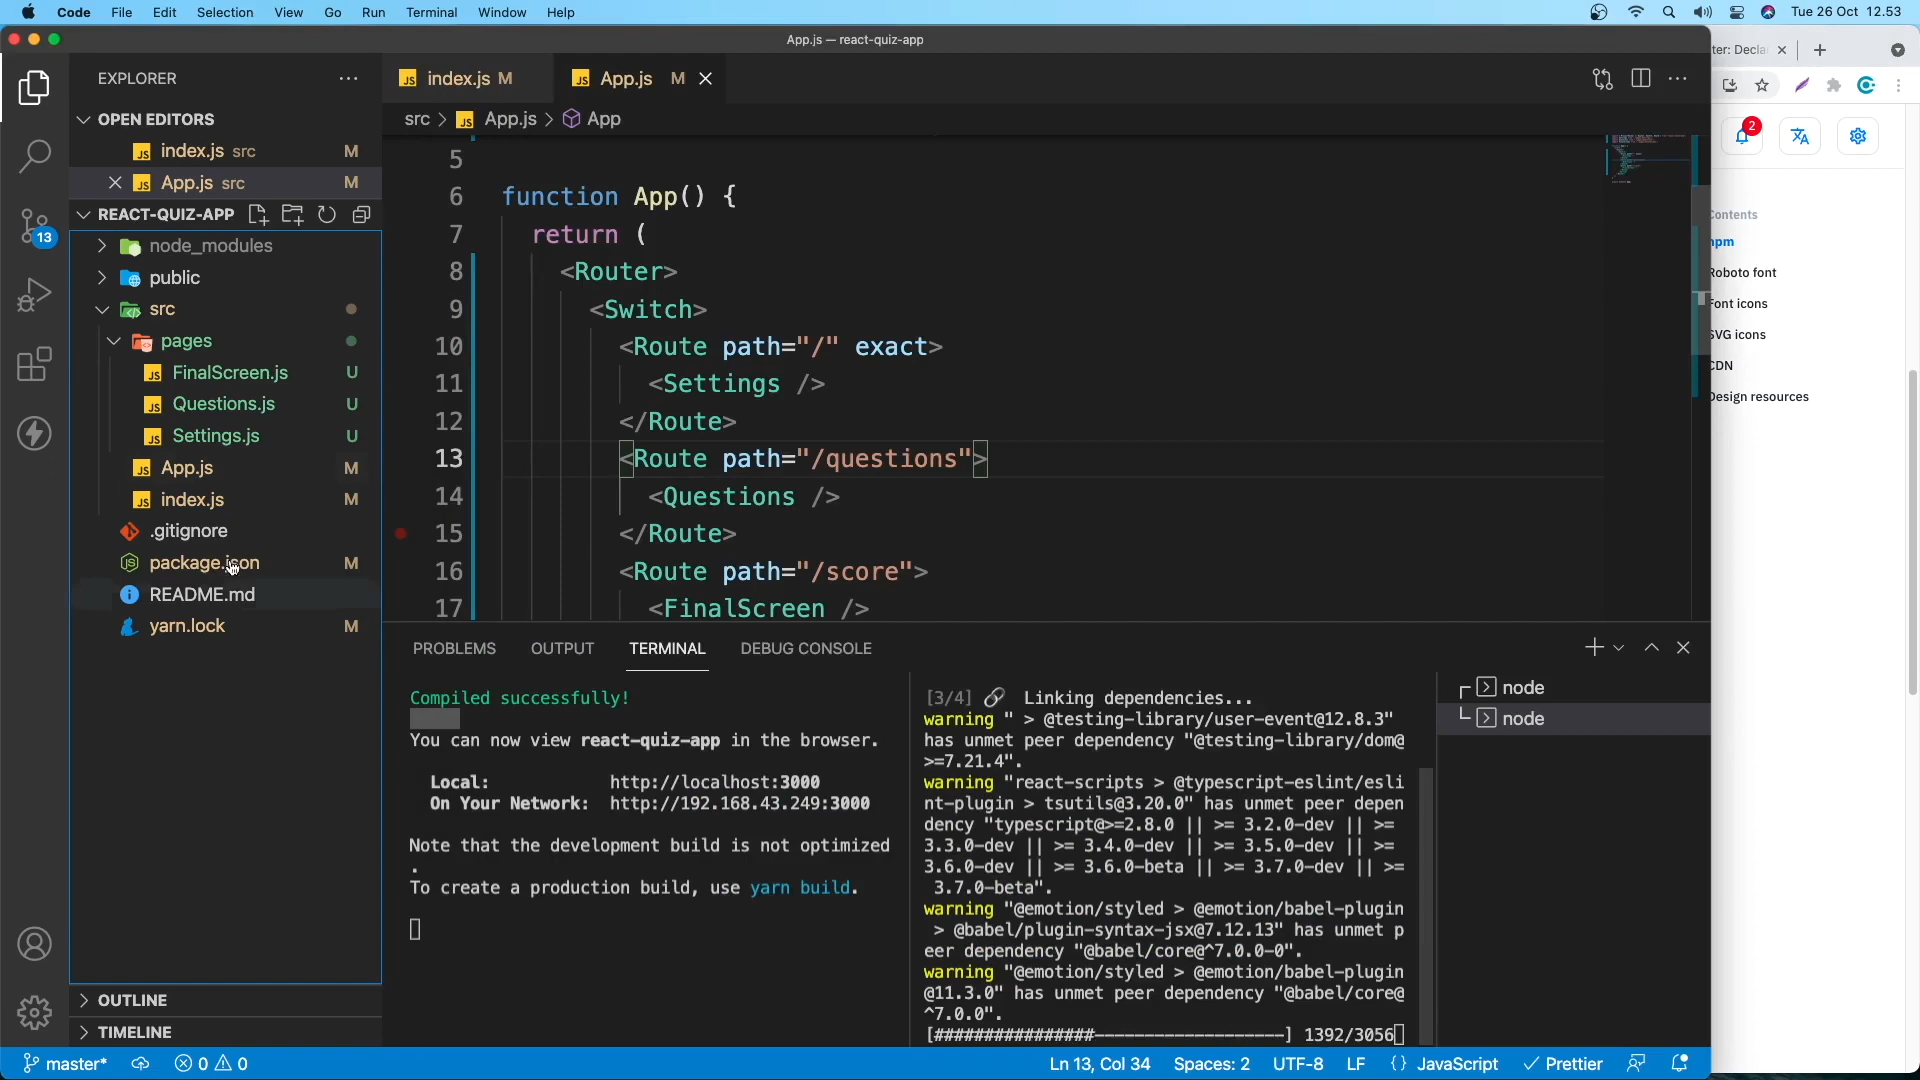 Code File Edit Selection View Go Run Terminal Window Help
Tue 26 Oct 12.53
App.js — react-quiz-app
ter: Decla
EXPLORER
index.js M
App.js M
OPEN EDITORS
src > App.js > App
index.js src M
App.js src M
REACT-QUIZ-APP
13
node_modules
public
src
pages
FinalScreen.js U
Questions.js U
Settings.js U
App.js M
index.js M
.gitignore
package.json M
README.md
yarn.lock M
OUTLINE
TIMELINE
5
6 function App() {
7 return (
8 <Router>
9 <Switch>
10 <Route path="/" exact>
11 <Settings />
12 </Route>
13 <Route path="/questions">
14 <Questions />
15 </Route>
16 <Route path="/score">
17 <FinalScreen />
PROBLEMS OUTPUT TERMINAL DEBUG CONSOLE
Compiled successfully!
You can now view react-quiz-app in the browser.
Local: http://localhost:3000
On Your Network: http://192.168.43.249:3000
Note that the development build is not optimized
.
To create a production build, use yarn build.
[3/4] Linking dependencies...
warning " > @testing-library/user-event@12.8.3"
has unmet peer dependency "@testing-library/dom@
>=7.21.4".
warning "react-scripts > @typescript-eslint/esli
nt-plugin > tsutils@3.20.0" has unmet peer depen
dency "typescript@>=2.8.0 || >= 3.2.0-dev || >=
3.3.0-dev || >= 3.4.0-dev || >= 3.5.0-dev || >=
3.6.0-dev || >= 3.6.0-beta || >= 3.7.0-dev || >=
3.7.0-beta".
warning "@emotion/styled > @emotion/babel-plugin
> @babel/plugin-syntax-jsx@7.12.13" has unmet p
eer dependency "@babel/core@^7.0.0-0".
warning "@emotion/styled > @emotion/babel-plugin
@11.3.0" has unmet peer dependency "@babel/core@
^7.0.0".
[################-------------------] 1392/3056
node
node
2
Contents
npm
Roboto font
Font icons
SVG icons
CDN
Design resources
master* 0 0
Ln 13, Col 34 Spaces: 2 UTF-8 LF {} JavaScript Prettier